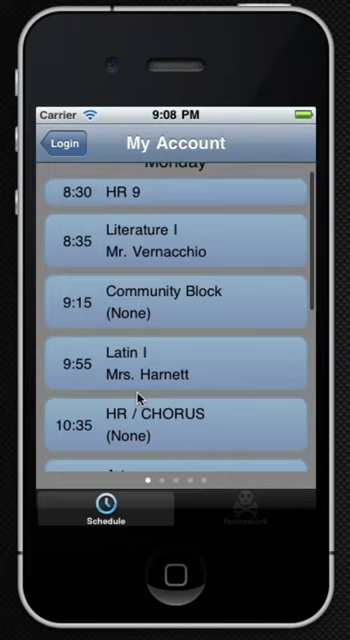 Carrier 9:08 PM
Login My Account
Monday
8:30 HR 9
8:35 Literature I
Mr. Vernacchio
9:15 Community Block
(None)
9:55 Latin I
Mrs. Harnett
10:35 HR / CHORUS
(None)
Schedule Homework